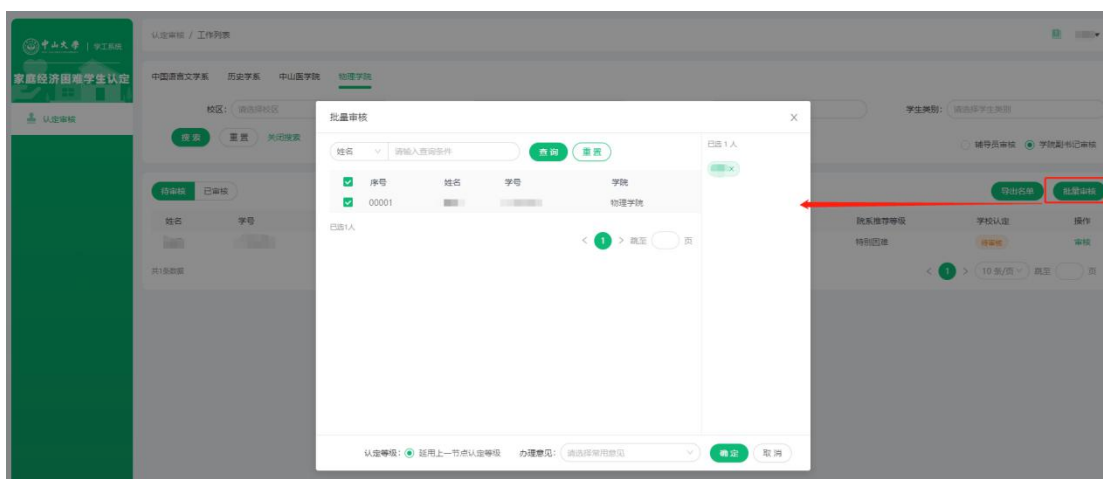 中山大学 | 学工系统
家庭经济困难学生认定
认定审核
认定审核 / 工作列表
中国语言文学系 历史学系 中山医学院 物理学院
校区: 请选择校区
学生类别: 请选择学生类别
搜索 重置 关闭搜索
辅导员审核 学院副书记审核
待审核 已审核
导出名单 批量审核
姓名 学号 院系推荐等级 学校认定 操作
特别困难 待审核 审核
共1条数据
< 1 > 10 条/页 跳至 页
批量审核 X
姓名 请输入查询条件 查询 重置
已选 1 人
序号 姓名 学号 学院
00001 物理学院
已选1人
< 1 > 跳至 页
认定等级: 延用上一节点认定等级 办理意见: 请选择常用意见 确定 取消